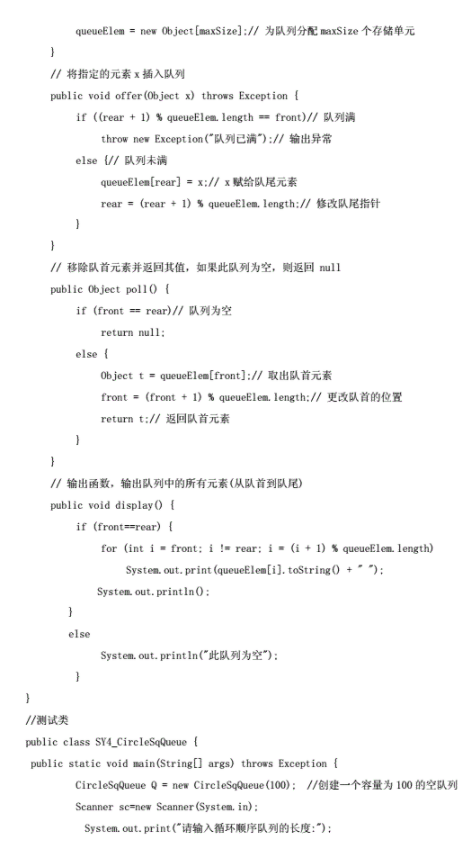 queueElem = new Object[maxSize];// 为队列分配 maxSize 个存储单元
}
// 将指定的元素 x 插入队列
public void offer(Object x) throws Exception {
if ((rear + 1) % queueElem.length == front)// 队列满
throw new Exception("队列已满");// 输出异常
else {// 队列未满
queueElem[rear] = x;// x 赋给队尾元素
rear = (rear + 1) % queueElem.length;// 修改队尾指针
}
}
// 移除队首元素并返回其值，如果此队列为空，则返回 null
public Object poll() {
if (front == rear)// 队列为空
return null;
else {
Object t = queueElem[front];// 取出队首元素
front = (front + 1) % queueElem.length;// 更改队首的位置
return t;// 返回队首元素
}
}
// 输出函数，输出队列中的所有元素(从队首到队尾)
public void display() {
if (front==rear) {
for (int i = front; i != rear; i = (i + 1) % queueElem.length)
System.out.print(queueElem[i].toString() + " ");
System.out.println();
}
else
System.out.println("此队列为空");
}
}
//测试类
public class SY4_CircleSqQueue {
public static void main(String[] args) throws Exception {
CircleSqQueue Q = new CircleSqQueue(100); //创建一个容量为 100 的空队列
Scanner sc=new Scanner(System.in);
System.out.print("请输入循环顺序队列的长度:");